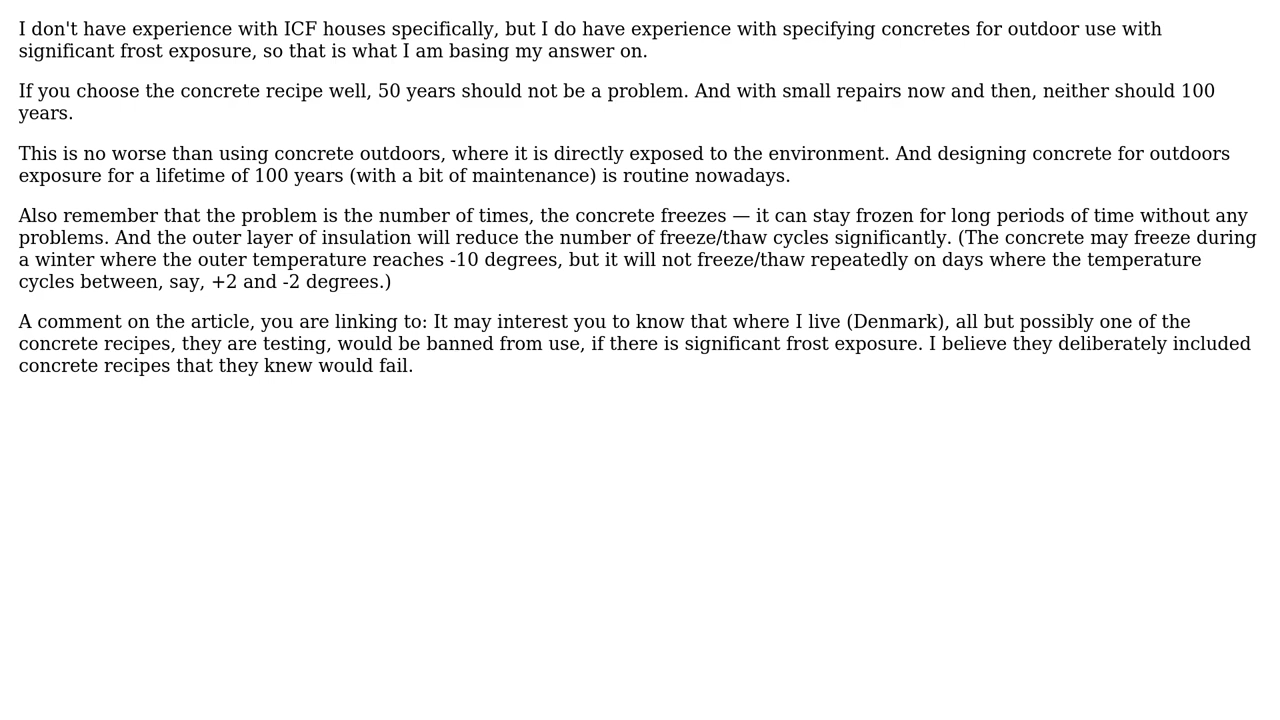 I don't have experience with ICF houses specifically, but I do have experience with specifying concretes for outdoor use with
significant frost exposure, so that is what I am basing my answer on.
If you choose the concrete recipe well, 50 years should not be a problem. And with small repairs now and then, neither should 100
years.
This is no worse than using concrete outdoors, where it is directly exposed to the environment. And designing concrete for outdoors
exposure for a lifetime of 100 years (with a bit of maintenance) is routine nowadays.
Also remember that the problem is the number of times, the concrete freezes — it can stay frozen for long periods of time without any
problems. And the outer layer of insulation will reduce the number of freeze/thaw cycles significantly. (The concrete may freeze during
a winter where the outer temperature reaches -10 degrees, but it will not freeze/thaw repeatedly on days where the temperature
cycles between, say, +2 and -2 degrees.)
A comment on the article, you are linking to: It may interest you to know that where I live (Denmark), all but possibly one of the
concrete recipes, they are testing, would be banned from use, if there is significant frost exposure. I believe they deliberately included
concrete recipes that they knew would fail.